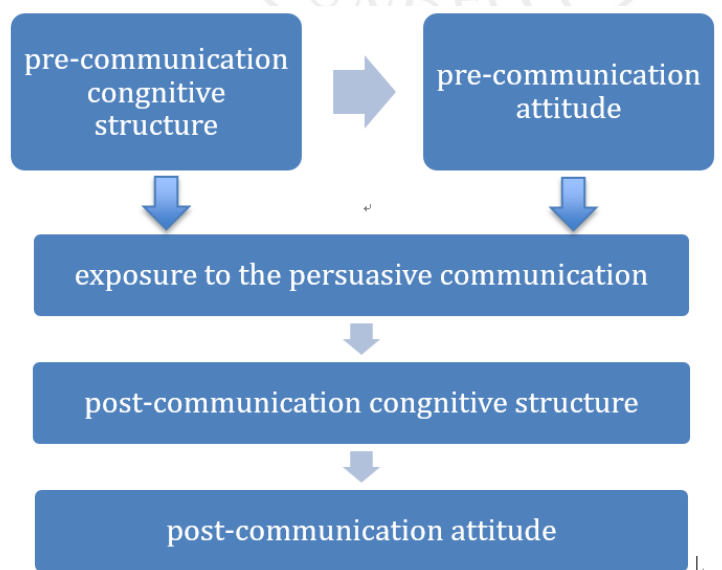 pre-communication
congnitive
structure
pre-communication
attitude
exposure to the persuasive communication
post-communication congnitive structure
post-communication attitude